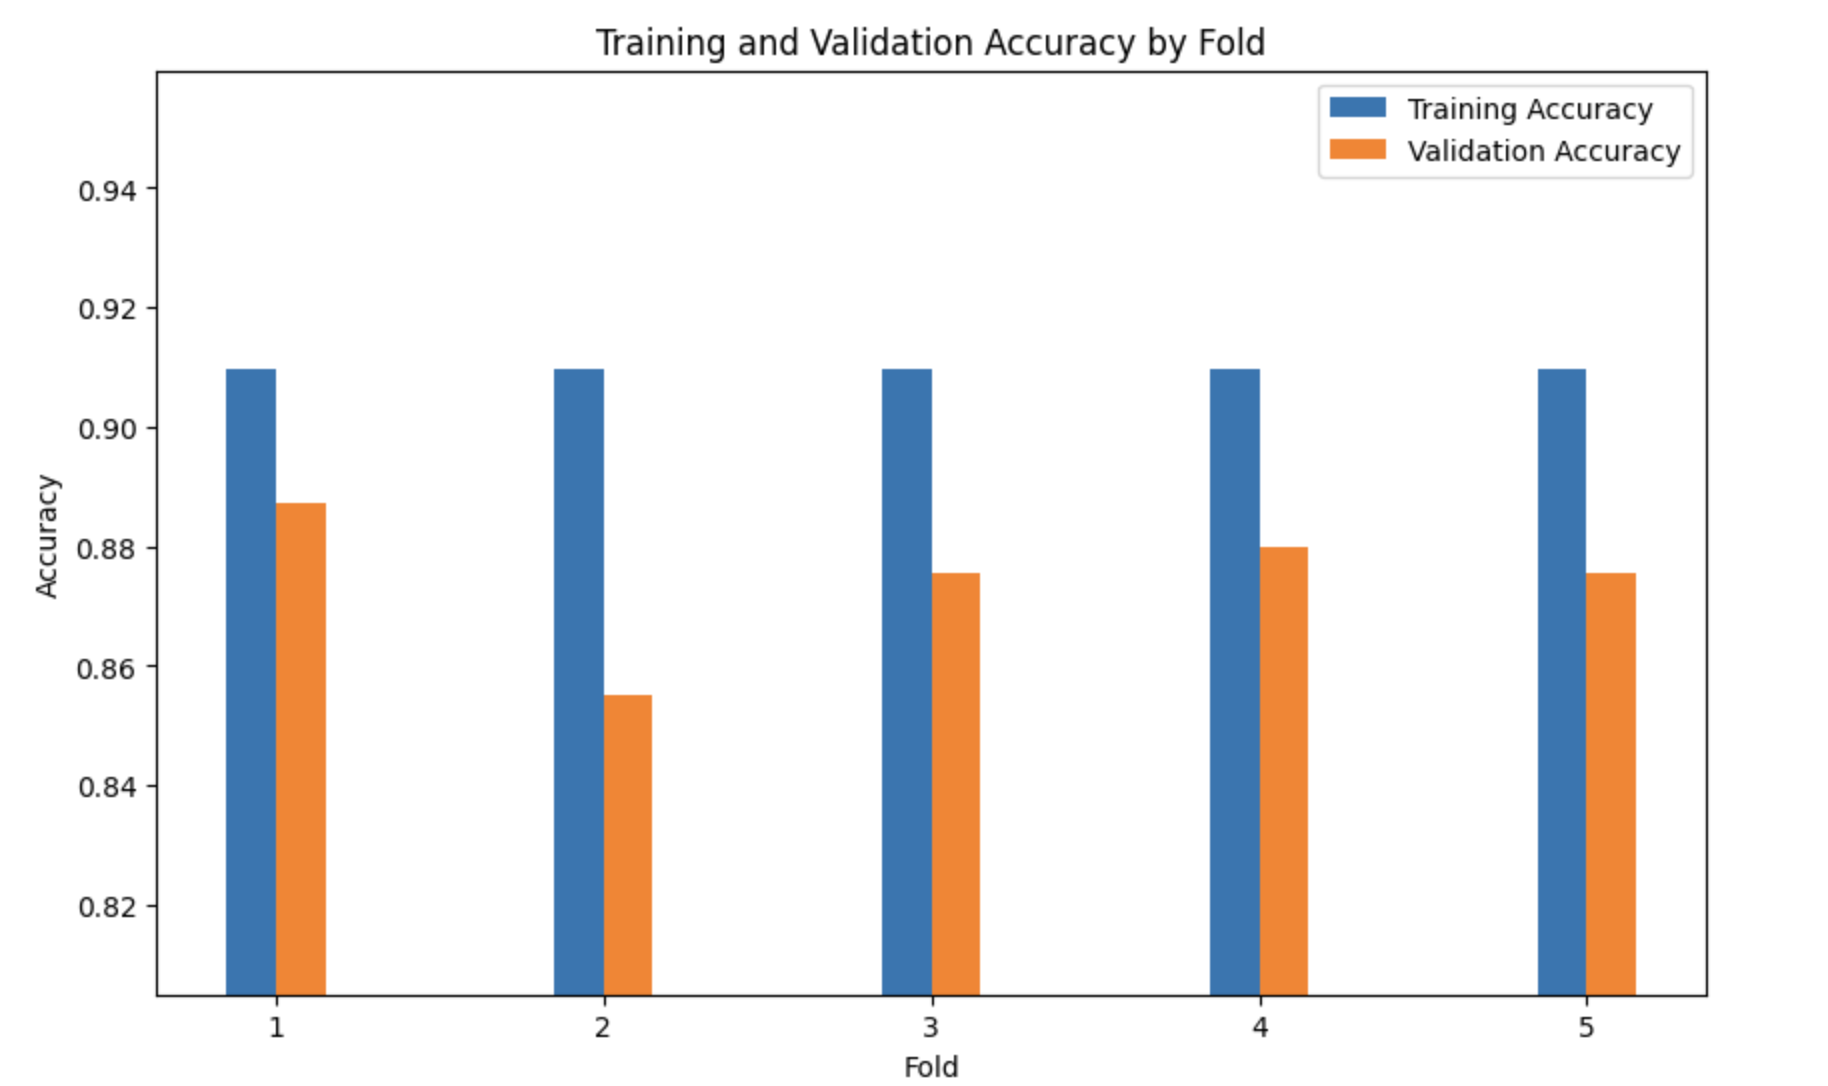 Training and Validation Accuracy by Fold
Training Accuracy
Validation Accuracy
0.94
0.92
0.90
0.88
0.86
0.84
0.82
Accuracy
1 2 3 4 5
Fold